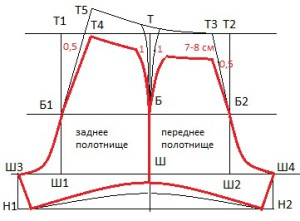 Т5
Т1 Т Т3 Т2
Т4
0,5 1 1 7-8 см
0,5
Б1 Б Б2
заднее переднее
полотнище полотнище
Ш3 Ш Ш4
Ш1 Ш2
Н1 Н2